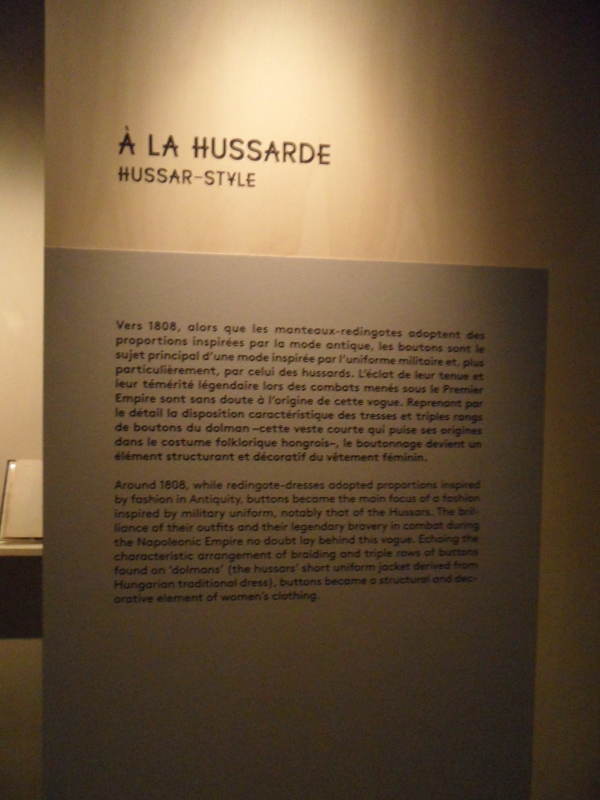 À LA HUSSARDE
HUSSAR-STYLE
Vers 1808, alors que les manteaux-redingotes adoptent des
proportions inspirées par la mode antique, les boutons sont le
sujet principal d'une mode inspirée par l'uniforme militaire et, plus
particulièrement, par celui des hussards. L'éclat de leur tenue et
leur témérité légendaire lors des combats menés sous le Premier
Empire sont sans doute à l'origine de cette vogue. Reprenant par
le détail la disposition caractéristique des tresses et triples rangs
de boutons du dolman –cette veste courte qui puise ses origines
dans le costume folklorique hongrois–, le boutonnage devient un
élément structurant et décoratif du vêtement féminin.
Around 1808, while redingote-dresses adopted proportions inspired
by fashion in Antiquity, buttons became the main focus of a fashion
inspired by military uniform, notably that of the Hussars. The bril-
liance of their outfits and their legendary bravery in combat during
the Napoleonic Empire no doubt lay behind this vogue. Echoing the
characteristic arrangement of braiding and triple rows of buttons
found on 'dolmans' (the hussars' short uniform jacket derived from
Hungarian traditional dress), buttons became a structural and dec-
orative element of women's clothing.